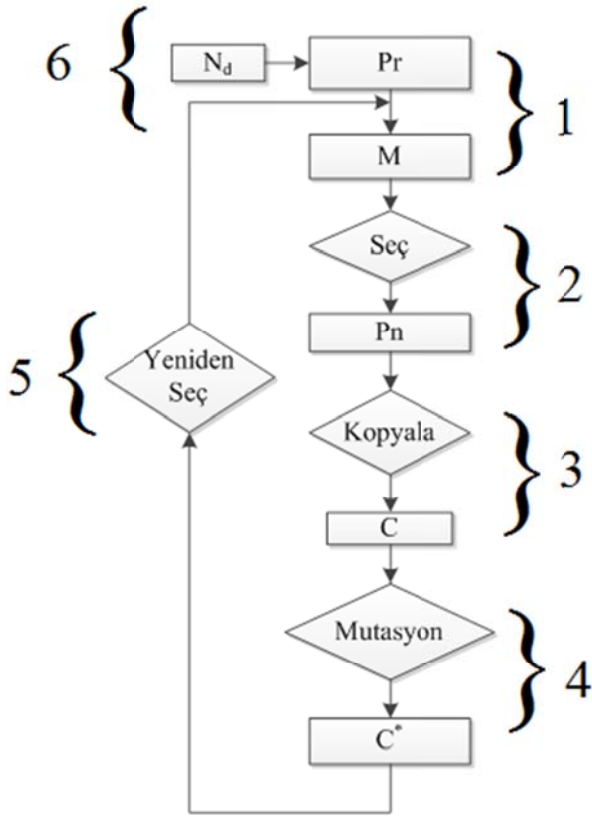 6
N_d
Pr
1
M
Seç
2
Pn
5
Yeniden
Seç
Kopyala
3
C
Mutasyon
4
C*